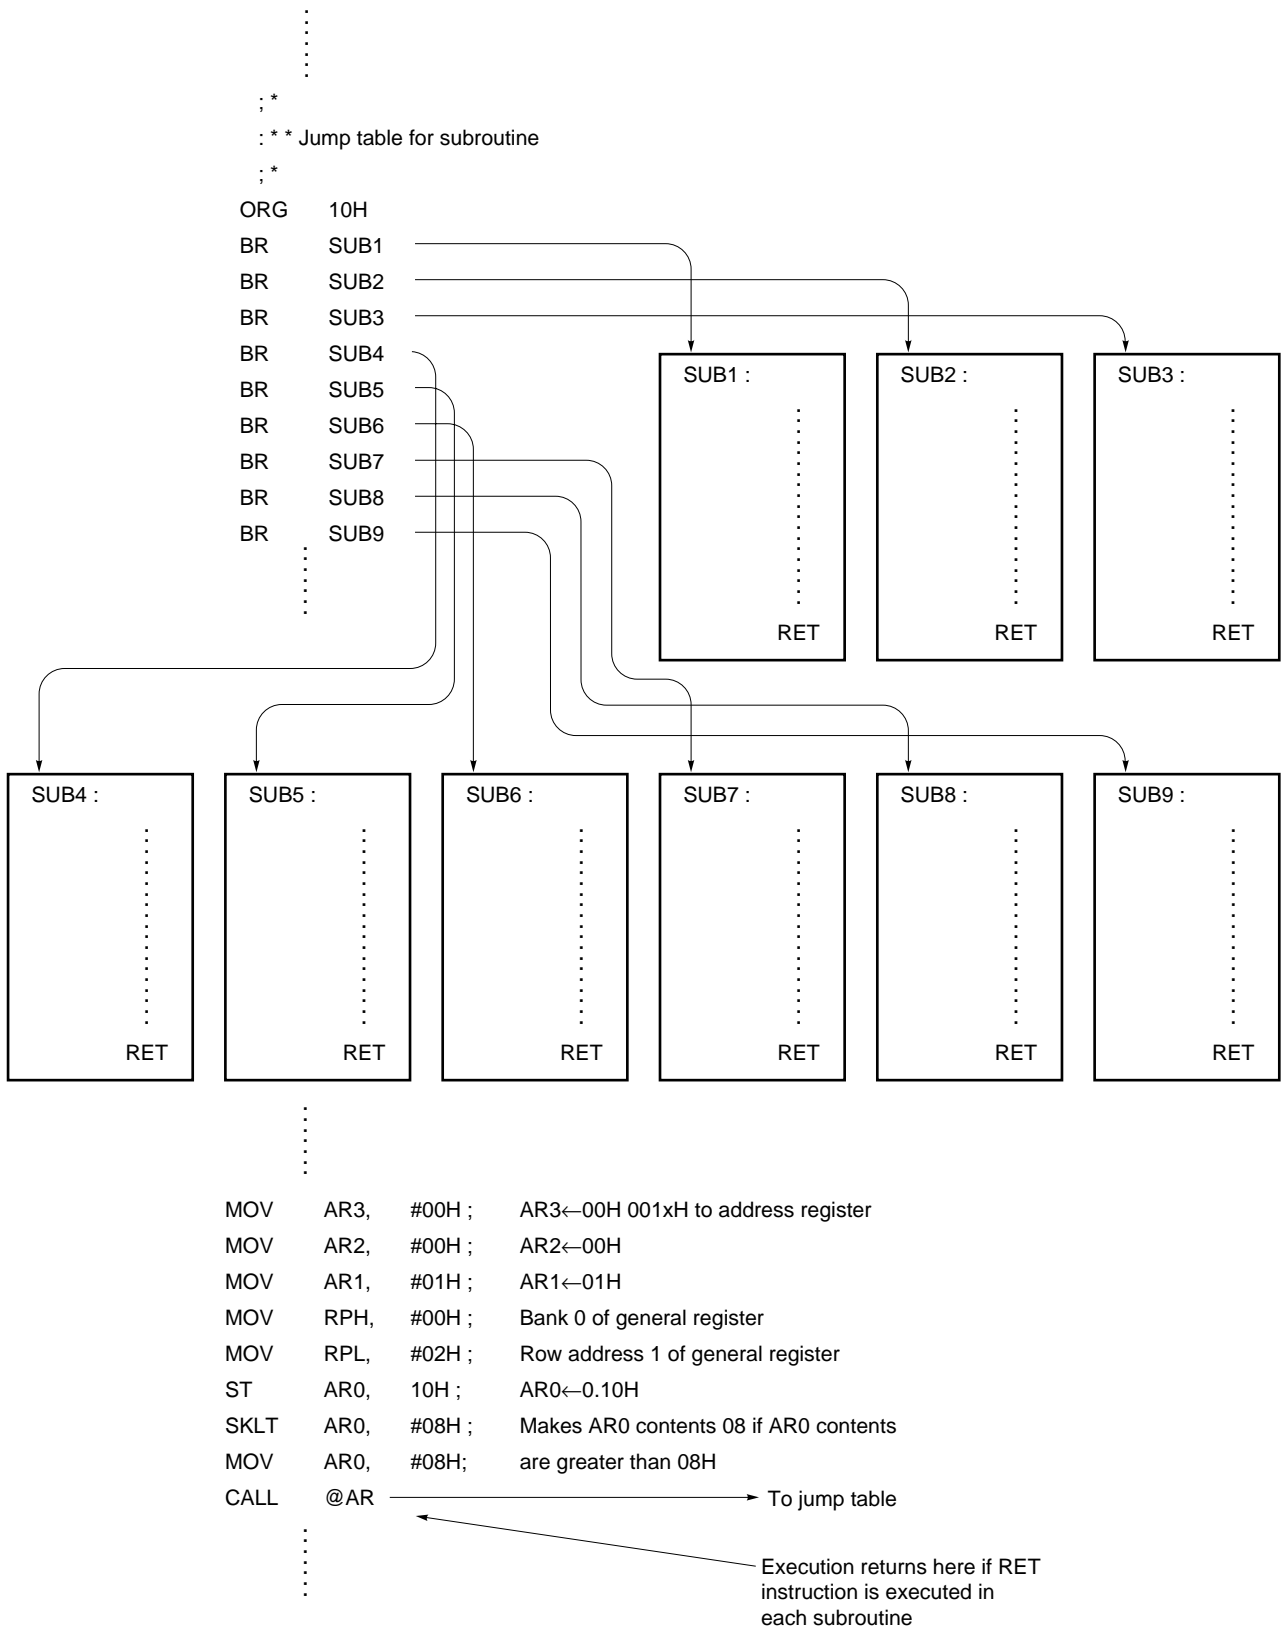 ; *
: * * Jump table for subroutine
; *
ORG 10H
BR SUB1
BR SUB2
BR SUB3
BR SUB4
BR SUB5
BR SUB6
BR SUB7
BR SUB8
BR SUB9
SUB1 :
RET
SUB2 :
RET
SUB3 :
RET
SUB4 :
RET
SUB5 :
RET
SUB6 :
RET
SUB7 :
RET
SUB8 :
RET
SUB9 :
RET
MOV AR3, #00H ; AR3←00H 001xH to address register
MOV AR2, #00H ; AR2←00H
MOV AR1, #01H ; AR1←01H
MOV RPH, #00H ; Bank 0 of general register
MOV RPL, #02H ; Row address 1 of general register
ST AR0, 10H ; AR0←0.10H
SKLT AR0, #08H ; Makes AR0 contents 08 if AR0 contents
MOV AR0, #08H; are greater than 08H
CALL @AR To jump table
Execution returns here if RET
instruction is executed in
each subroutine